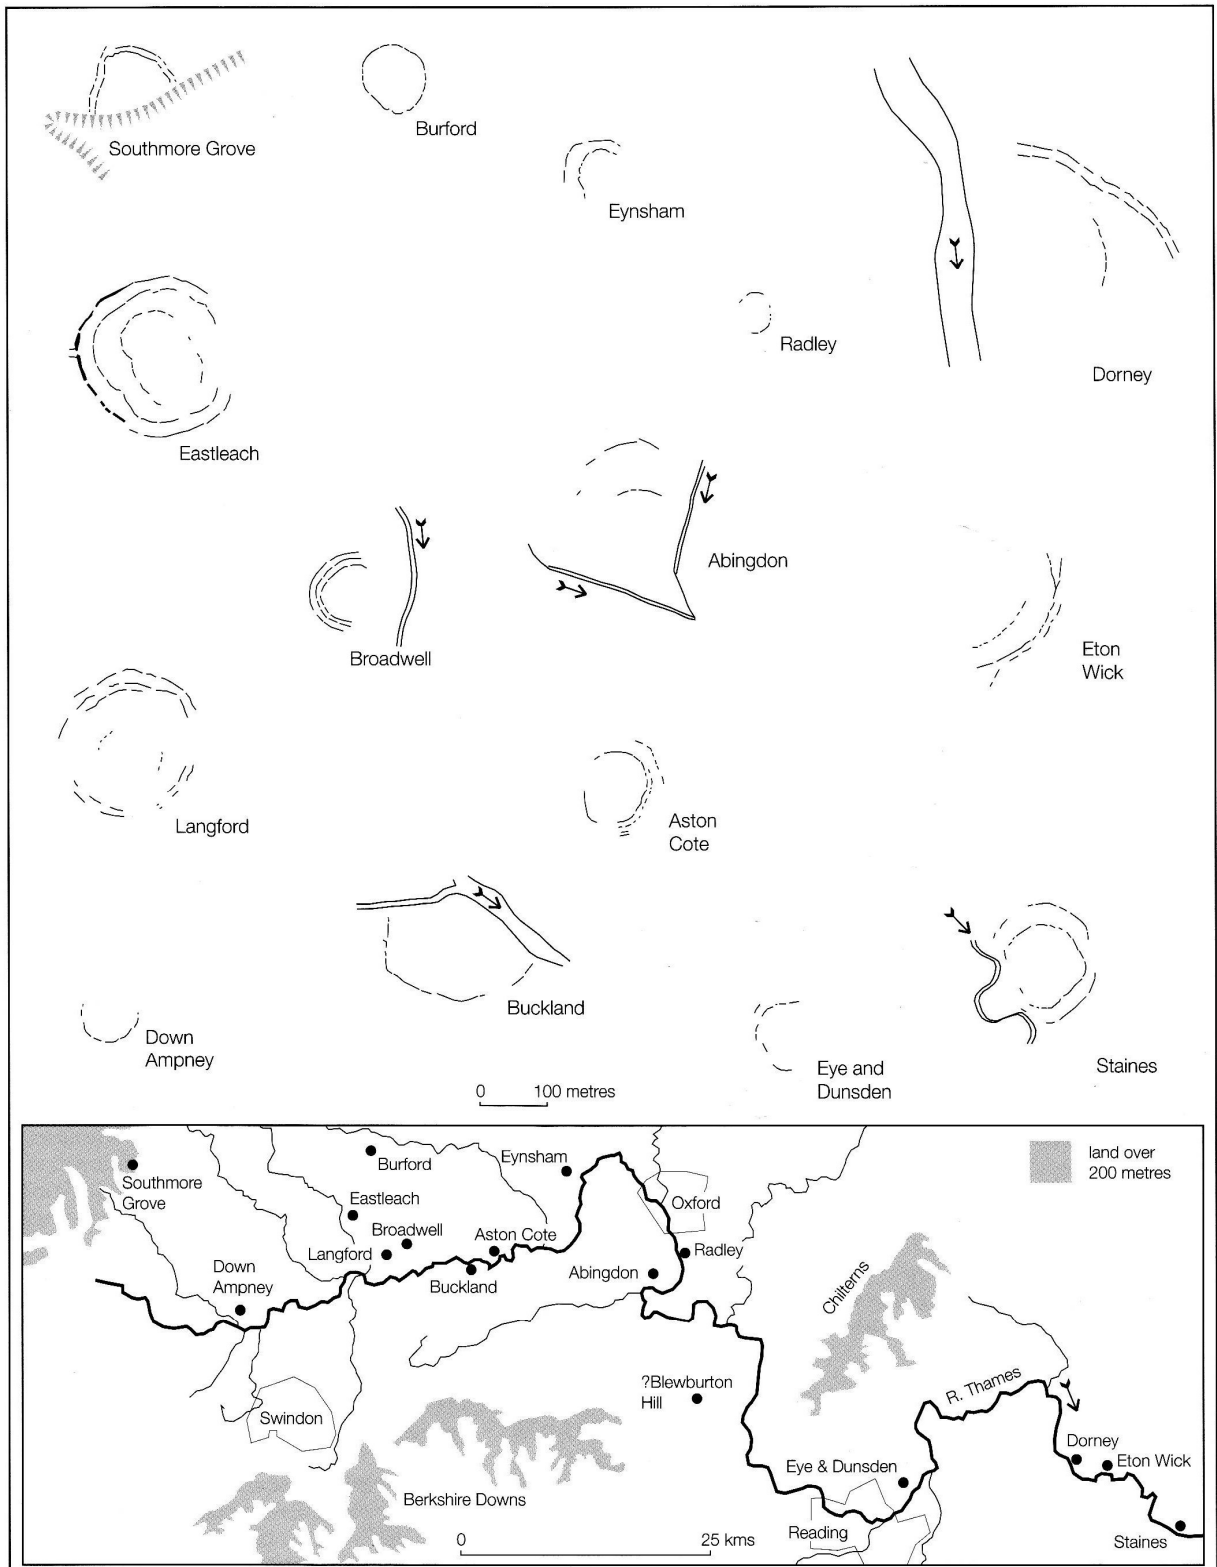 Southmore Grove
Burford
Eynsham
Radley
Dorney
Eastleach
Abingdon
Broadwell
Eton
Wick
Langford
Aston
Cote
Buckland
Down
Ampney
Eye and
Dunsden
Staines
0 100 metres
land over
200 metres
Burford
Eynsham
Southmore
Grove
Oxford
Eastleach
Broadwell
Aston Cote
Langford
Radley
Down
Ampney
Buckland
Abingdon
Chilterns
?Blewburton
Hill
R. Thames
Swindon
Dorney
Eton Wick
Eye & Dunsden
Berkshire Downs
Reading
0 25 kms
Staines